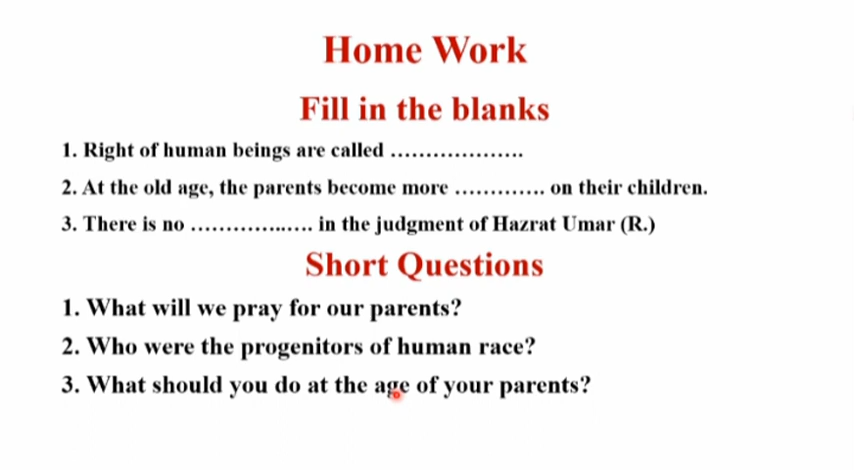 Home Work
Fill in the blanks
1. Right of human beings are called ...................
2. At the old age, the parents become more ............. on their children.
3. There is no .................. in the judgment of Hazrat Umar (R.)
Short Questions
1. What will we pray for our parents?
2. Who were the progenitors of human race?
3. What should you do at the age of your parents?